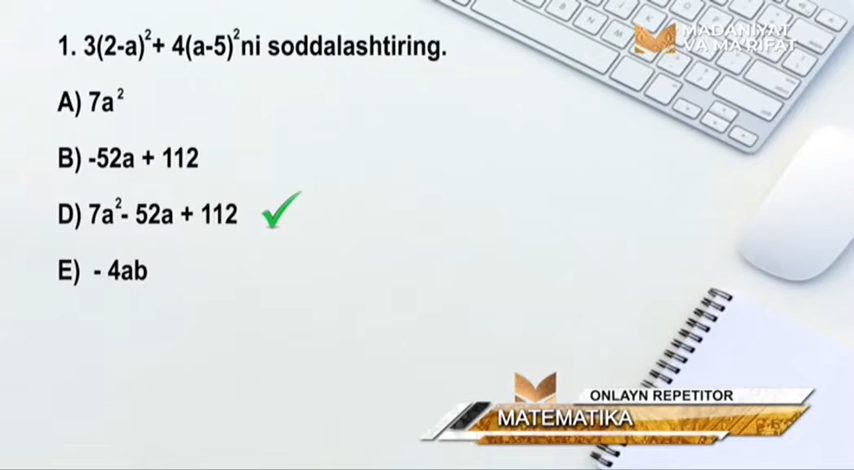 1. 3(2-a)²+ 4(a-5)²ni soddalashtiring.
A) 7a²
B) -52a + 112
D) 7a²- 52a + 112
E) - 4ab
MADANIYAT
VA MA'RIFAT
ONLAYN REPETITOR
MATEMATIKA